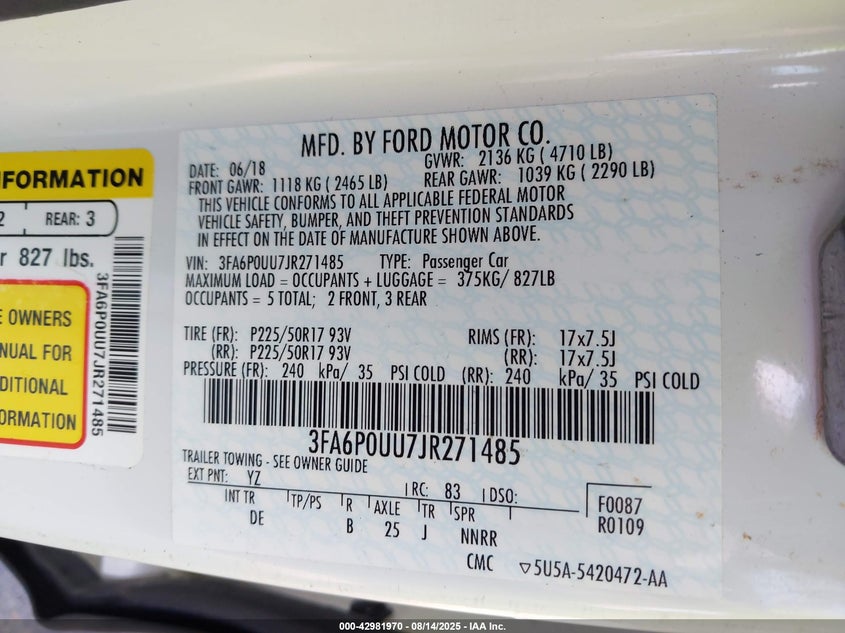 NFORMATION
2 REAR: 3
r 827 lbs.
E OWNERS
NUAL FOR
DITIONAL
FORMATION
3FA6P0UU7JR271485
MFD. BY FORD MOTOR CO.
DATE: 06/18 GVWR: 2136 KG ( 4710 LB)
FRONT GAWR: 1118 KG ( 2465 LB) REAR GAWR: 1039 KG ( 2290 LB)
THIS VEHICLE CONFORMS TO ALL APPLICABLE FEDERAL MOTOR
VEHICLE SAFETY, BUMPER, AND THEFT PREVENTION STANDARDS
IN EFFECT ON THE DATE OF MANUFACTURE SHOWN ABOVE.
VIN: 3FA6P0UU7JR271485 TYPE: Passenger Car
MAXIMUM LOAD = OCCUPANTS + LUGGAGE = 375KG/ 827LB
OCCUPANTS = 5 TOTAL; 2 FRONT, 3 REAR
TIRE (FR): P225/50R17 93V RIMS (FR): 17x7.5J
(RR): P225/50R17 93V (RR): 17x7.5J
PRESSURE (FR): 240 kPa/ 35 PSI COLD (RR): 240 kPa/ 35 PSI COLD
3FA6P0UU7JR271485
TRAILER TOWING - SEE OWNER GUIDE
EXT PNT: YZ RC: 83 DSO:
INT TR TP/PS R AXLE TR SPR
DE B 25 J NNRR
F0087
R0109
CMC ▽5U5A-5420472-AA
000-42981970 - 08/14/2025 - IAA Inc.